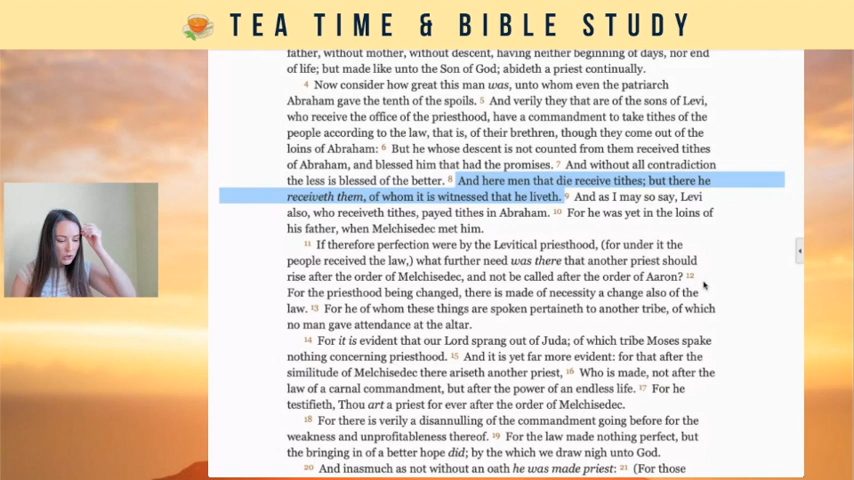 TEA TIME & BIBLE STUDY
father, without mother, without descent, having neither beginning of days, nor end
of life; but made like unto the Son of God; abideth a priest continually.
4 Now consider how great this man was, unto whom even the patriarch
Abraham gave the tenth of the spoils. 5 And verily they that are of the sons of Levi,
who receive the office of the priesthood, have a commandment to take tithes of the
people according to the law, that is, of their brethren, though they come out of the
loins of Abraham: 6 But he whose descent is not counted from them received tithes
of Abraham, and blessed him that had the promises. 7 And without all contradiction
the less is blessed of the better. 8 And here men that die receive tithes; but there he
receiveth them, of whom it is witnessed that he liveth. 9 And as I may so say, Levi
also, who receiveth tithes, payed tithes in Abraham. 10 For he was yet in the loins of
his father, when Melchisedec met him.
11 If therefore perfection were by the Levitical priesthood, (for under it the
people received the law,) what further need was there that another priest should
rise after the order of Melchisedec, and not be called after the order of Aaron? 12
For the priesthood being changed, there is made of necessity a change also of the
law. 13 For he of whom these things are spoken pertaineth to another tribe, of which
no man gave attendance at the altar.
14 For it is evident that our Lord sprang out of Juda; of which tribe Moses spake
nothing concerning priesthood. 15 And it is yet far more evident: for that after the
similitude of Melchisedec there ariseth another priest, 16 Who is made, not after the
law of a carnal commandment, but after the power of an endless life. 17 For he
testifieth, Thou art a priest for ever after the order of Melchisedec.
18 For there is verily a disannulling of the commandment going before for the
weakness and unprofitableness thereof. 19 For the law made nothing perfect, but
the bringing in of a better hope did; by the which we draw nigh unto God.
20 And inasmuch as not without an oath he was made priest: 21 (For those